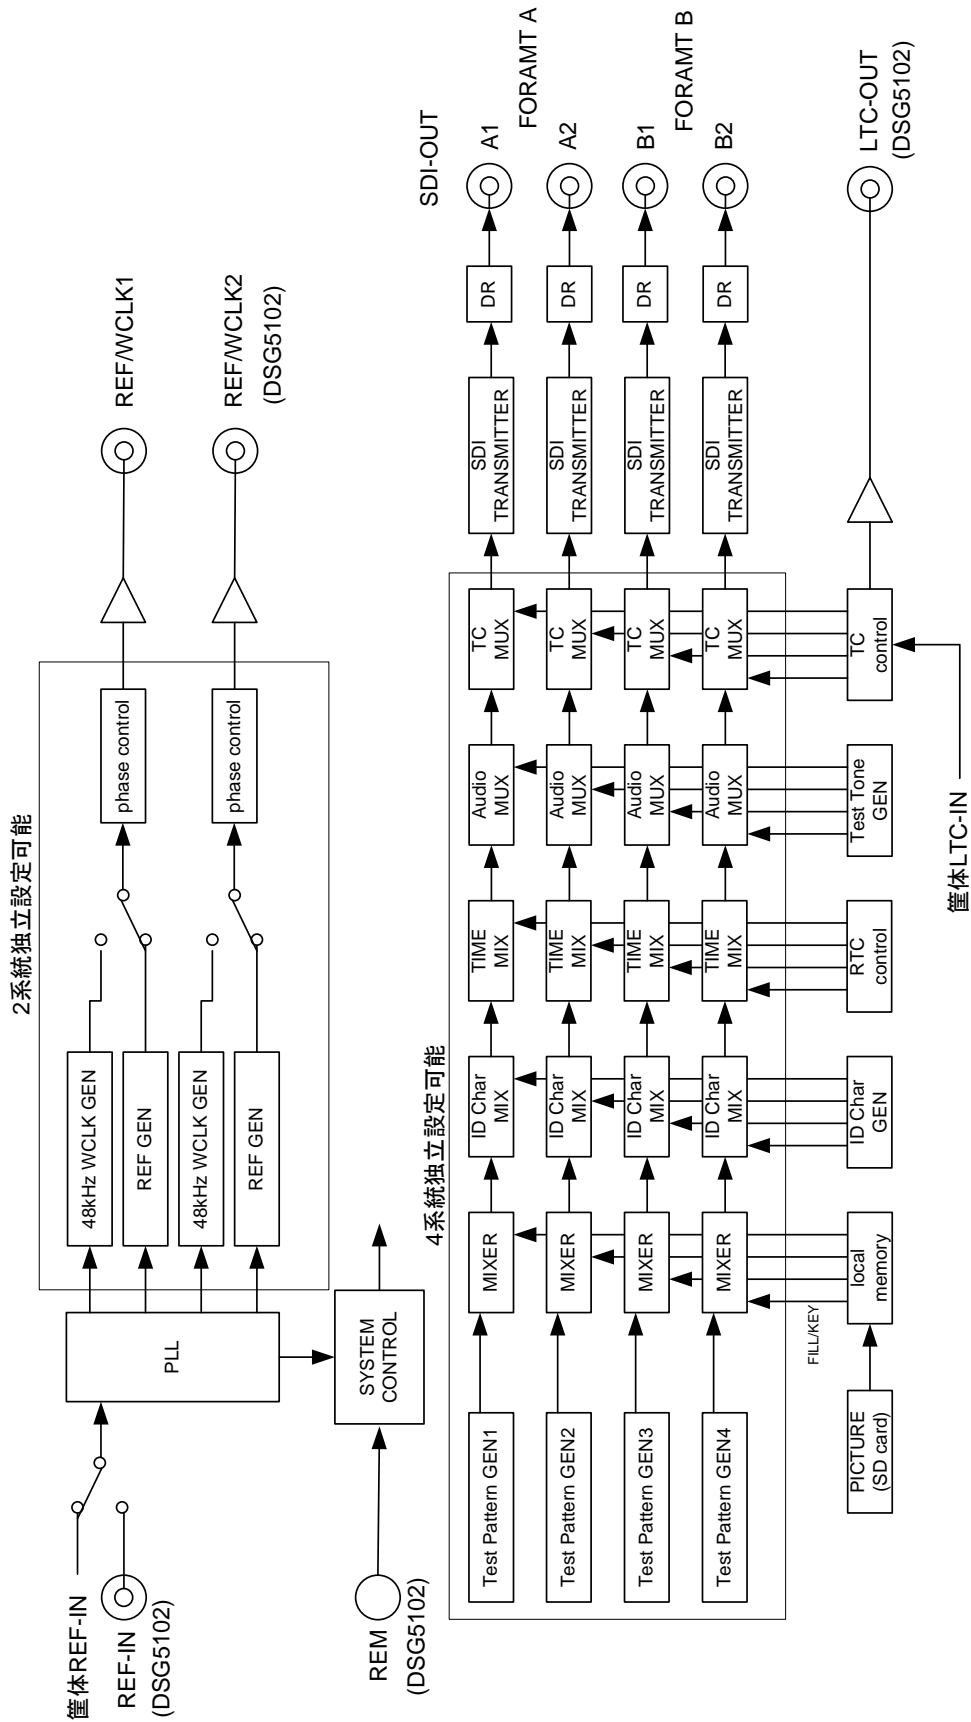 筐体REF-IN
REF-IN
(DSG5102)
PLL
2系統独立設定可能
48kHz WCLK GEN
REF GEN
48kHz WCLK GEN
REF GEN
phase control
phase control
REF/WCLK1
REF/WCLK2
(DSG5102)
REM
(DSG5102)
SYSTEM
CONTROL
4系統独立設定可能
SDI-OUT
Test Pattern GEN1
MIXER
ID Char
MIX
TIME
MIX
Audio
MUX
TC
MUX
SDI
TRANSMITTER
DR
A1
FORAMT A
Test Pattern GEN2
MIXER
ID Char
MIX
TIME
MIX
Audio
MUX
TC
MUX
SDI
TRANSMITTER
DR
A2
Test Pattern GEN3
MIXER
ID Char
MIX
TIME
MIX
Audio
MUX
TC
MUX
SDI
TRANSMITTER
DR
B1
FORAMT B
Test Pattern GEN4
MIXER
ID Char
MIX
TIME
MIX
Audio
MUX
TC
MUX
SDI
TRANSMITTER
DR
B2
FILL/KEY
PICTURE
(SD card)
local
memory
ID Char
GEN
RTC
control
Test Tone
GEN
TC
control
LTC-OUT
(DSG5102)
筐体LTC-IN